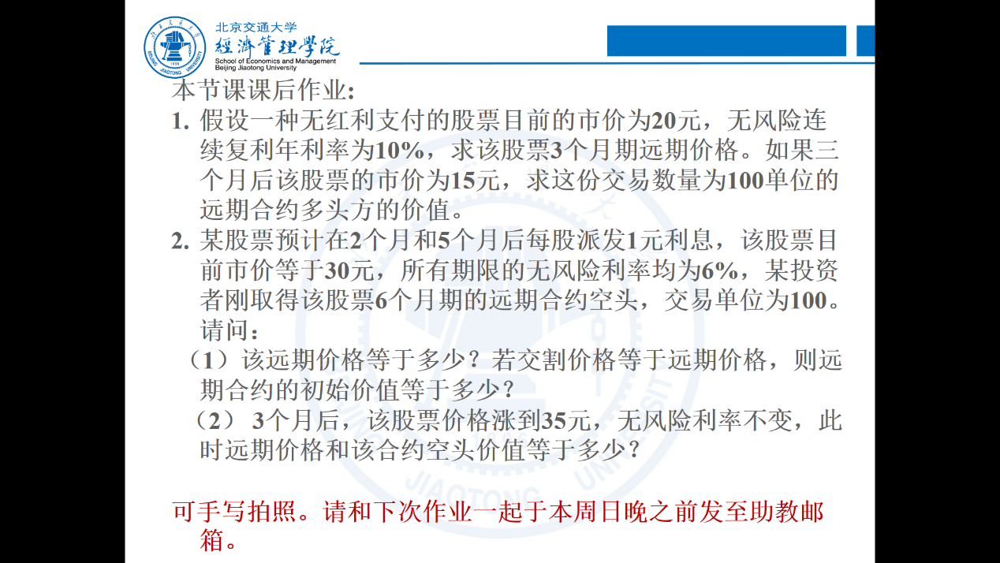 北京交通大学
經濟管理學院
School of Economics and Management
Beijing Jiaotong University
本节课课后作业:
1. 假设一种无红利支付的股票目前的市价为20元，无风险连
续复利年利率为10%，求该股票3个月期远期价格。如果三
个月后该股票的市价为15元，求这份交易数量为100单位的
远期合约多头方的价值。
2. 某股票预计在2个月和5个月后每股派发1元利息，该股票目
前市价等于30元，所有期限的无风险利率均为6%，某投资
者刚取得该股票6个月期的远期合约空头，交易单位为100。
请问：
（1）该远期价格等于多少？若交割价格等于远期价格，则远
期合约的初始价值等于多少？
（2） 3个月后，该股票价格涨到35元，无风险利率不变，此
时远期价格和该合约空头价值等于多少？
可手写拍照。请和下次作业一起于本周日晚之前发至助教邮
箱。